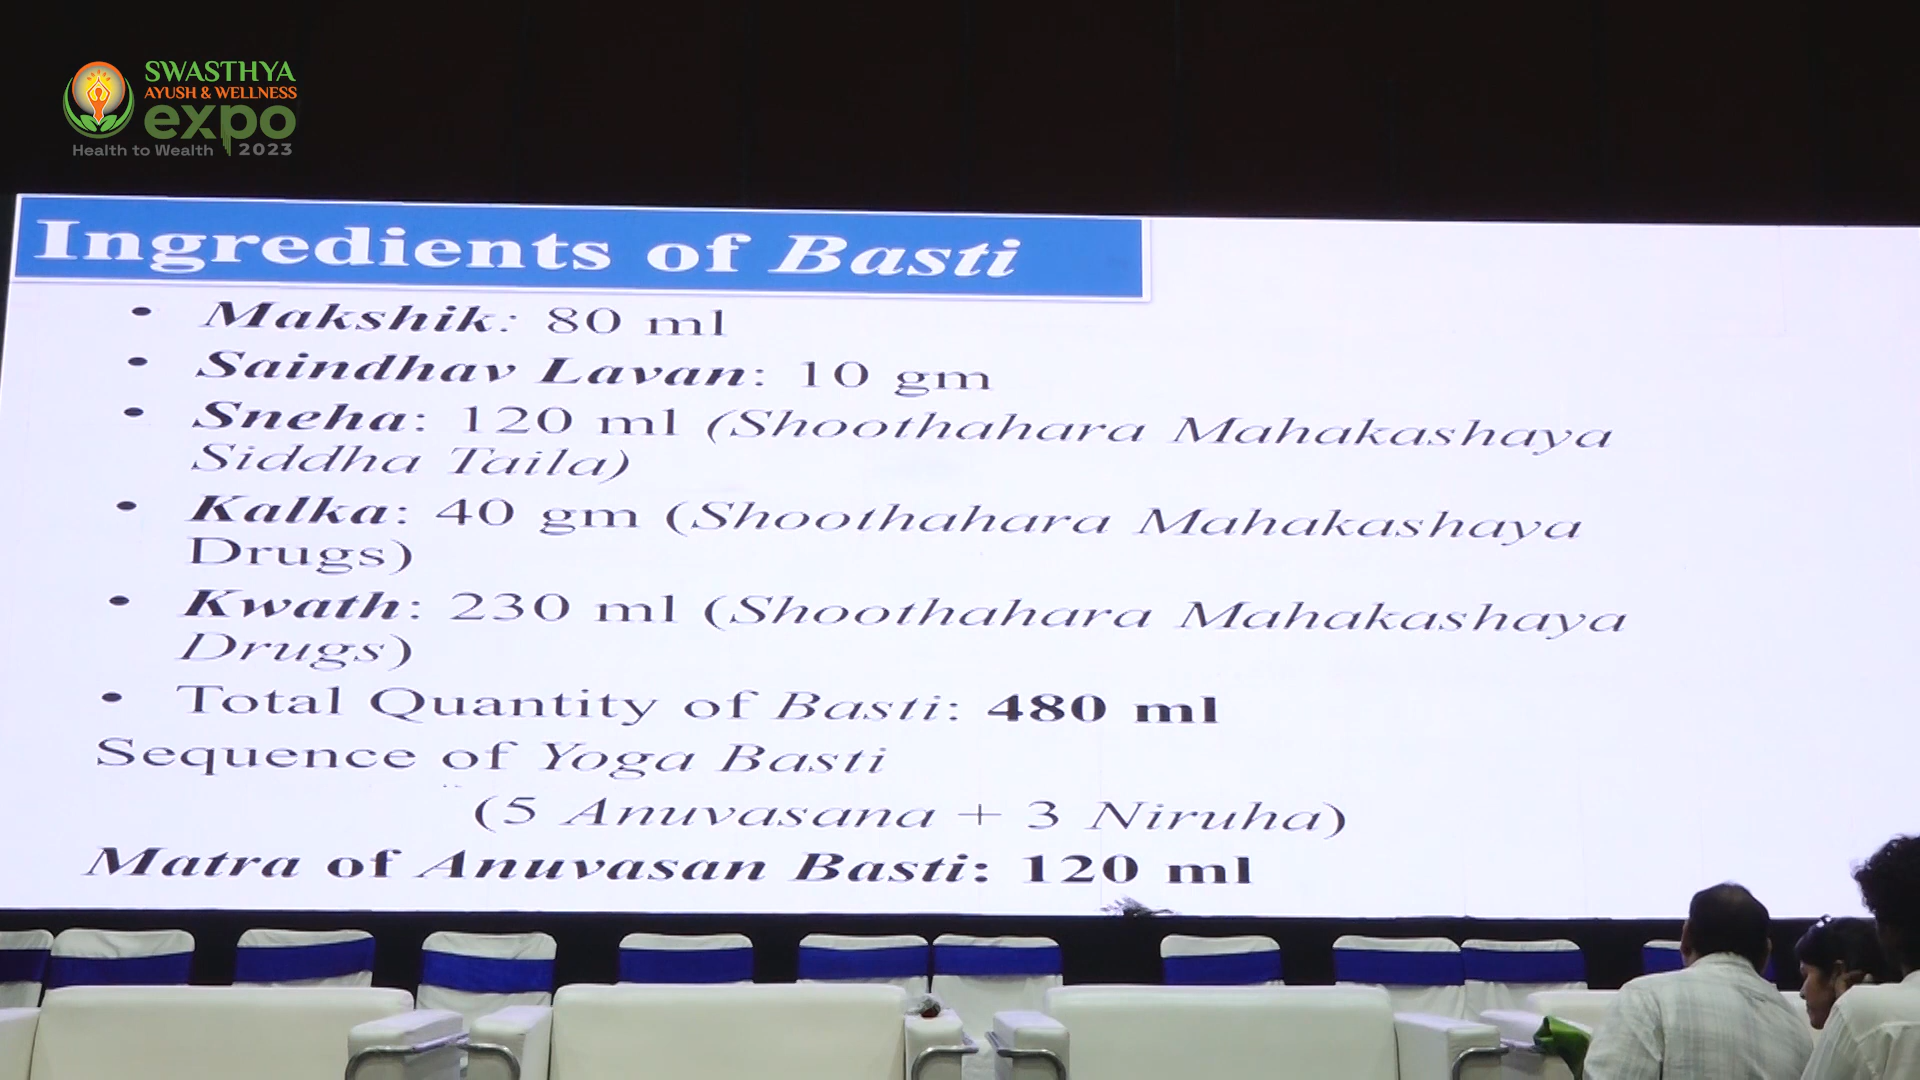 SWASTHYA
AYUSH & WELLNESS
expo
Health to Wealth 2023
Ingredients of Basti
• Makshik: 80 ml
• Saindhav Lavan: 10 gm
• Sneha: 120 ml (Shoothahara Mahakashaya
Siddha Taila)
• Kalka: 40 gm (Shoothahara Mahakashaya
Drugs)
• Kwath: 230 ml (Shoothahara Mahakashaya
Drugs)
• Total Quantity of Basti: 480 ml
Sequence of Yoga Basti
(5 Anuvasana + 3 Niruha)
Matra of Anuvasan Basti: 120 ml